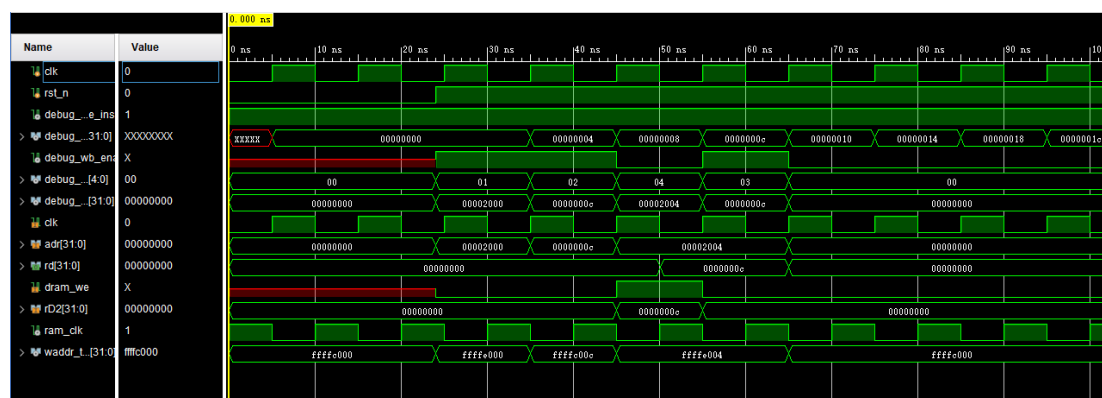 0.000 ns
Name Value 0 ns 10 ns 20 ns 30 ns 40 ns 50 ns 60 ns 70 ns 80 ns 90 ns 10
clk 0
rst_n 0
debug_...e_ins 1
debug_...31:0] XXXXXXXX XXXXX 00000000 00000004 00000008 0000000c 00000010 00000014 00000018 0000001c
debug_wb_ena X
debug_...[4:0] 00 00 01 02 04 03 00
debug_...[31:0] 00000000 00000000 00002000 0000000c 00002004 0000000c 00000000
clk 0
adr[31:0] 00000000 00000000 00002000 0000000c 00002004 00000000
rd[31:0] 00000000 00000000 0000000c 00000000
dram_we X
rD2[31:0] 00000000 00000000 0000000c 00000000
ram_clk 1
waddr_t...[31:0] ffffc000 ffffc000 ffffe000 ffffc00c ffffe004 ffffc000